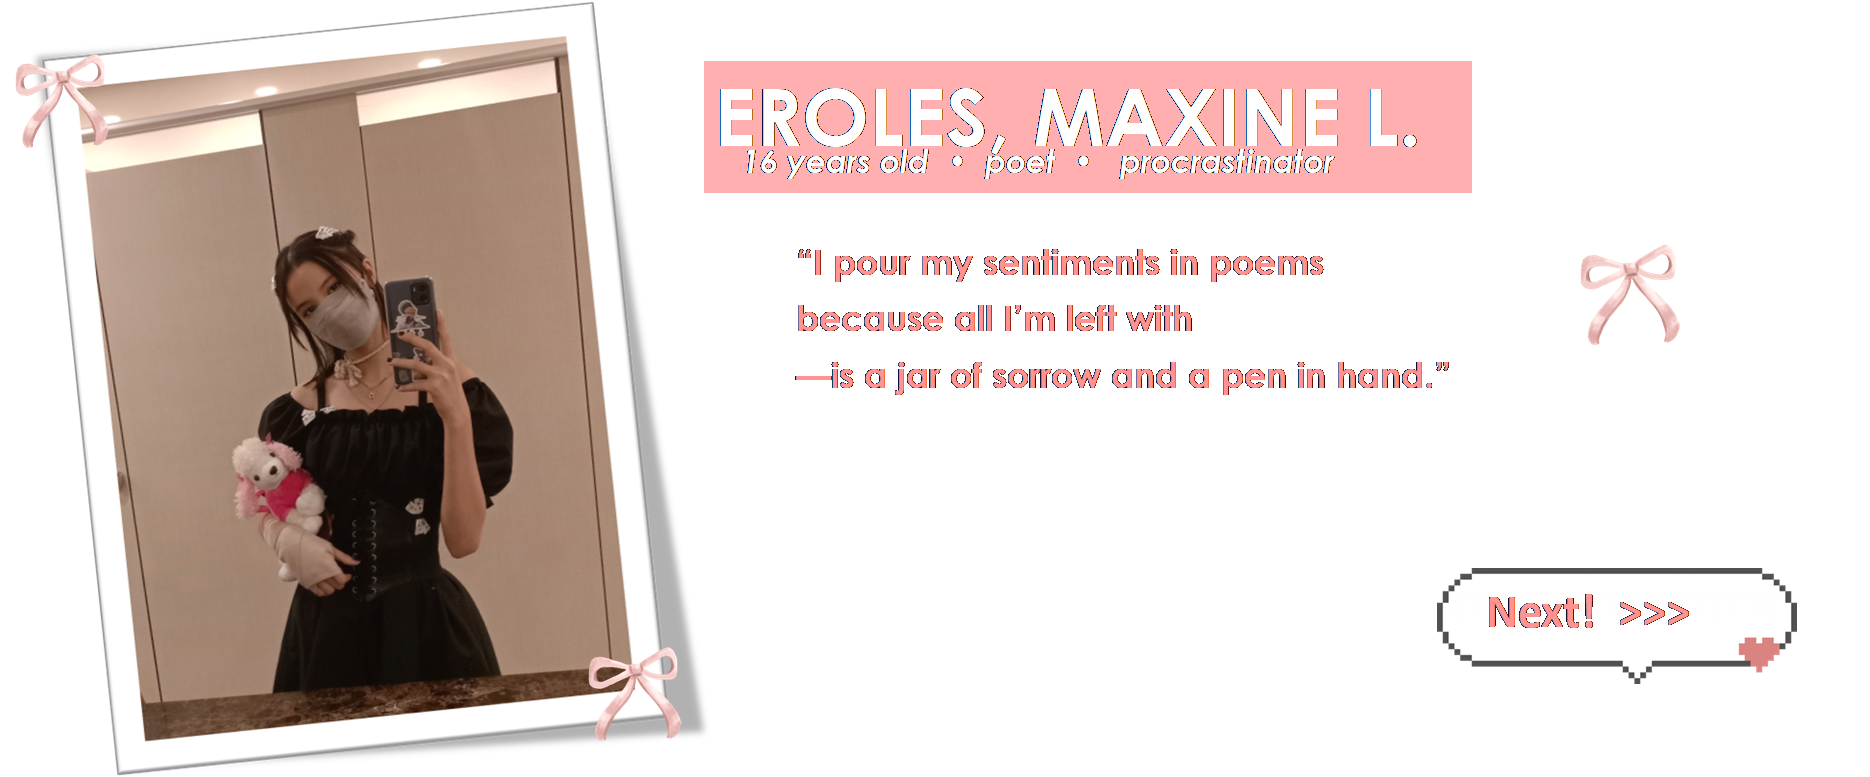 EROLES, MAXINE L.
16 years old • poet • procrastinator
“I pour my sentiments in poems
because all I’m left with
—is a jar of sorrow and a pen in hand.”
Next! >>>